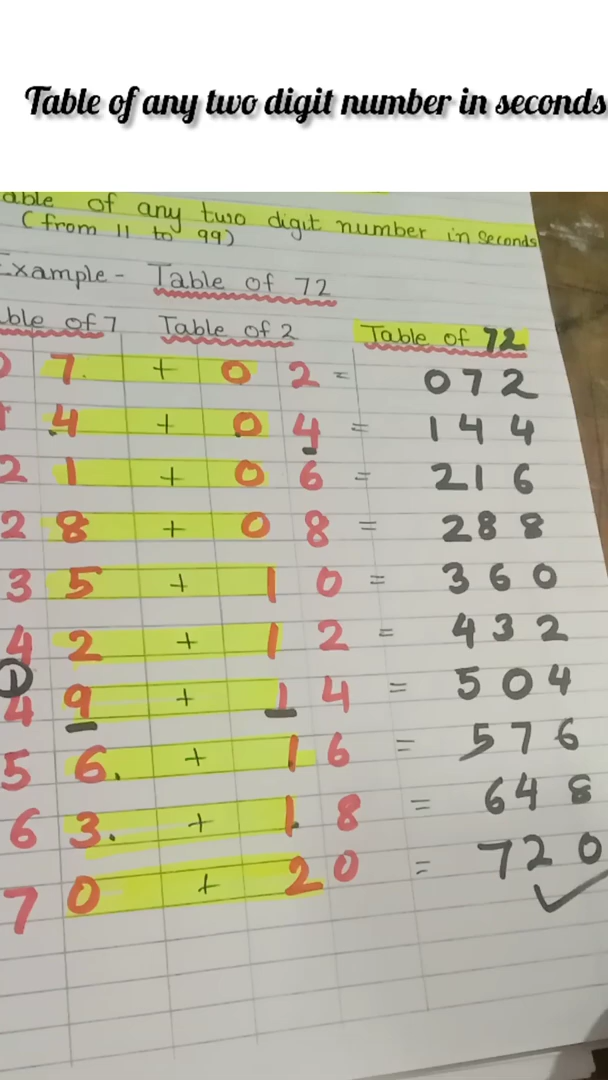 Table of any two digit number in seconds
able of any two digit number in seconds
(from 11 to 99)
Example - Table of 72
ble of 7 Table of 2 Table of 72
0 7 + 0 2 = 072
1 4 + 0 4 = 144
2 1 + 0 6 = 216
2 8 + 0 8 = 288
3 5 + 1 0 = 360
4 2 + 1 2 = 432
1
4 9 + 1 4 = 504
5 6 + 1 6 = 576
6 3 + 1 8 = 648
7 0 + 2 0 = 720